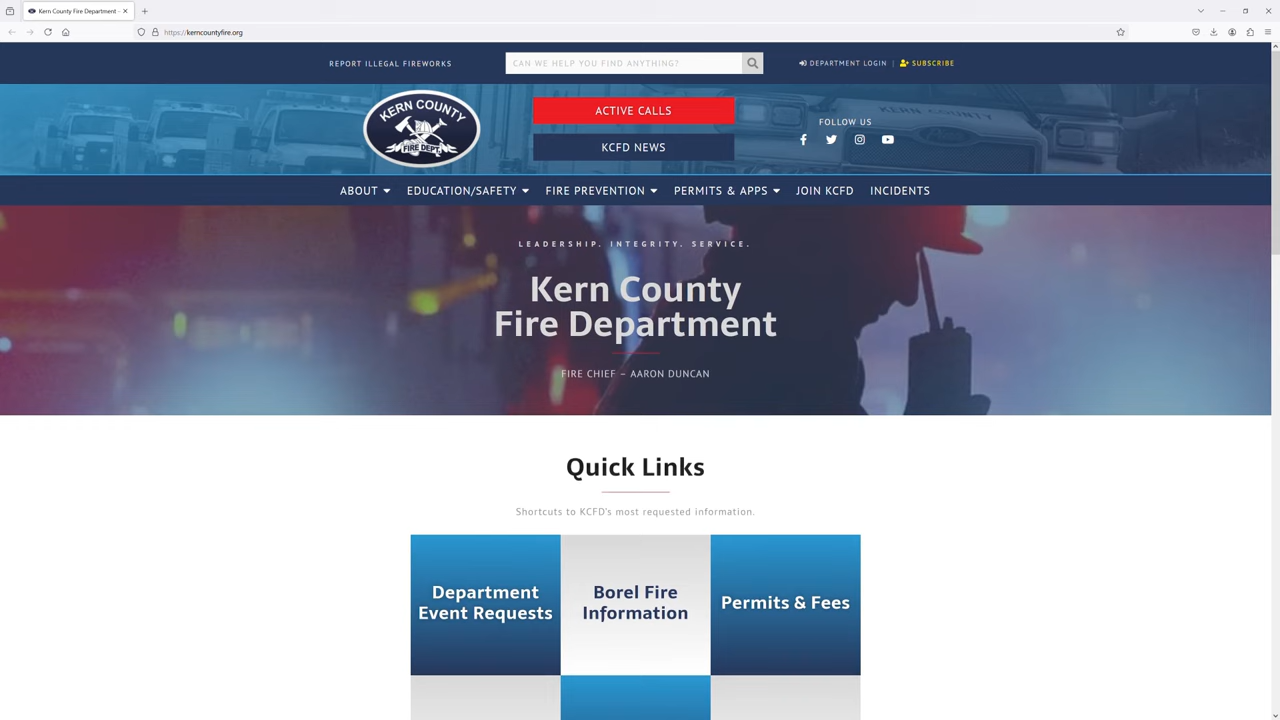 Kern County Fire Department -
https://kerncountyfire.org
REPORT ILLEGAL FIREWORKS
CAN WE HELP YOU FIND ANYTHING?
DEPARTMENT LOGIN | SUBSCRIBE
KERN COUNTY
FIRE DEPT.
ACTIVE CALLS
KCFD NEWS
KERN COUNTY
FOLLOW US
ABOUT EDUCATION/SAFETY FIRE PREVENTION PERMITS & APPS JOIN KCFD INCIDENTS
LEADERSHIP. INTEGRITY. SERVICE.
Kern County
Fire Department
FIRE CHIEF – AARON DUNCAN
Quick Links
Shortcuts to KCFD's most requested information.
Department
Event Requests
Borel Fire
Information
Permits & Fees